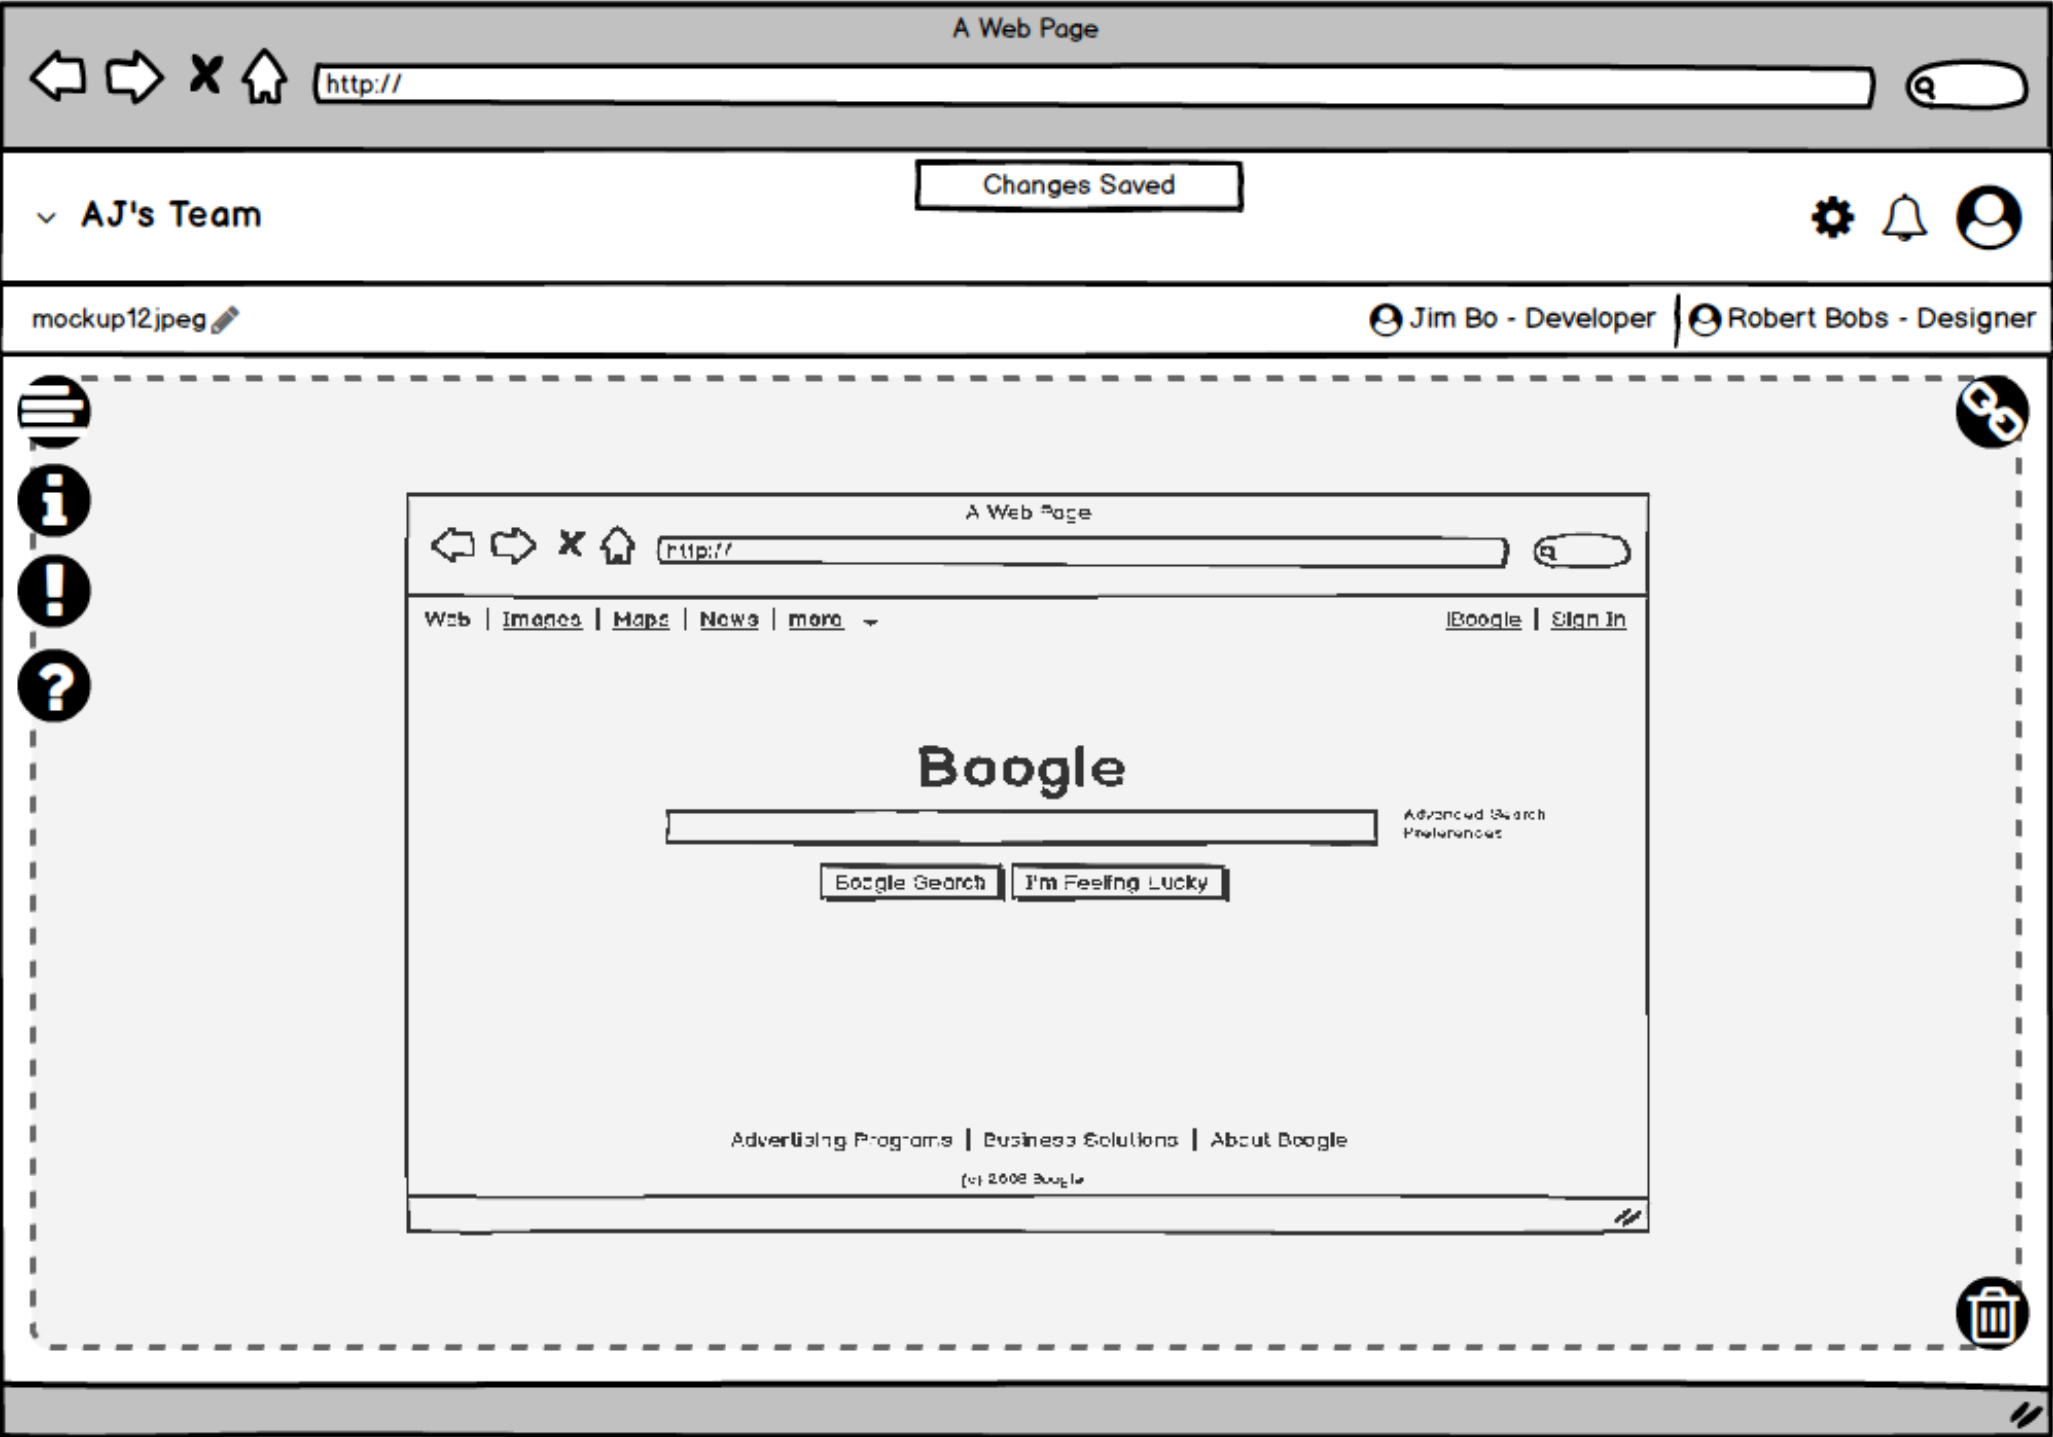 A Web Page
http://
Changes Saved
AJ's Team
mockup12.jpeg
Jim Bo - Developer
Robert Bobs - Designer
A Web Page
http://
Web | Images | Maps | News | more
iBoogle | Sign In
Boogle
Advanced Search
Preferences
Boogle Search
I'm Feeling Lucky
Advertising Programs | Business Solutions | About Boogle
(c) 2008 Boogle